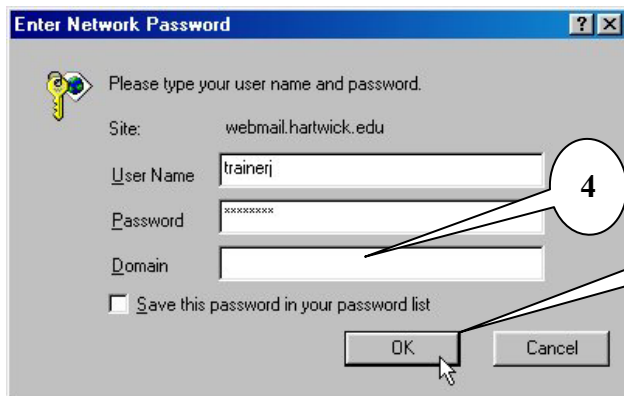 Enter Network Password
Please type your user name and password.
Site: webmail.hartwick.edu
User Name trainerj
Password ********
Domain
4
Save this password in your password list
OK Cancel